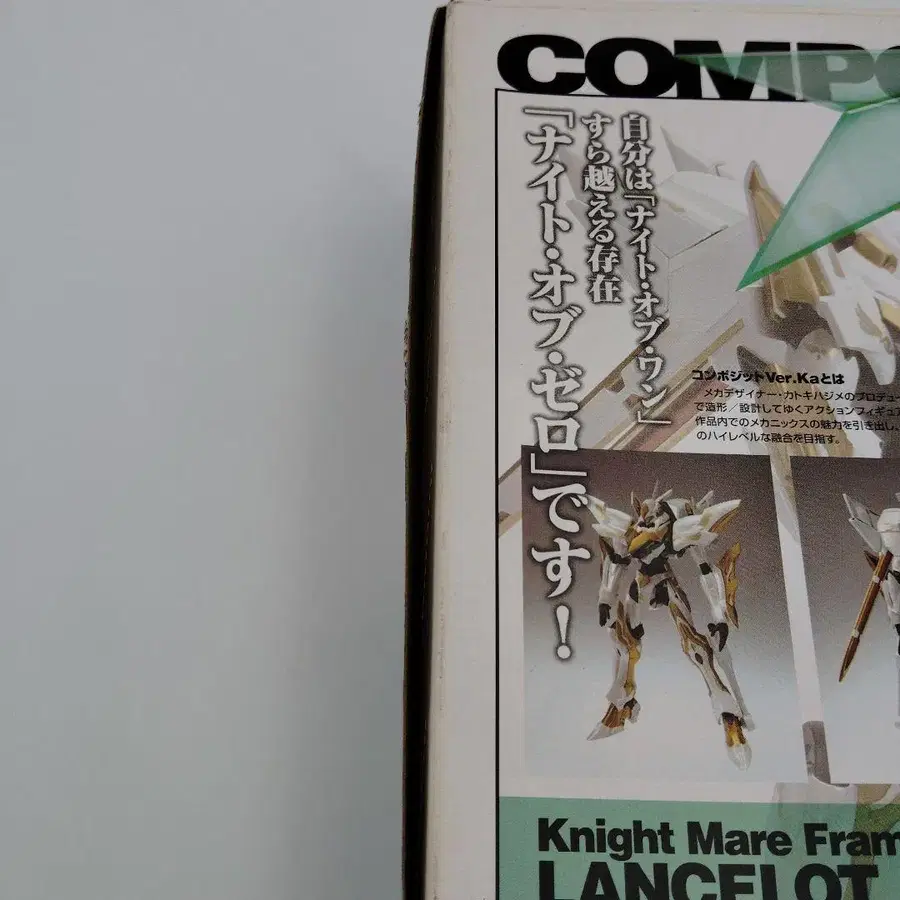 COMPO
自分は「ナイト・オブ・ワン」
すら越える存在
「ナイト・オブ・ゼロ」です！
コンポジットVer.Kaとは
メカデザイナー・カトキハジメのプロデュー
で造形／設計してゆくアクションフィギュア
作品内でのメカニックスの魅力を引き出し、
のハイレベルな融合を目指す。
Knight Mare Fram
LANCELOT